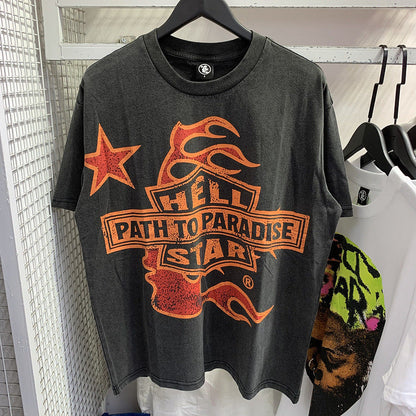 HELL
PATH TO PARADISE
STAR
®